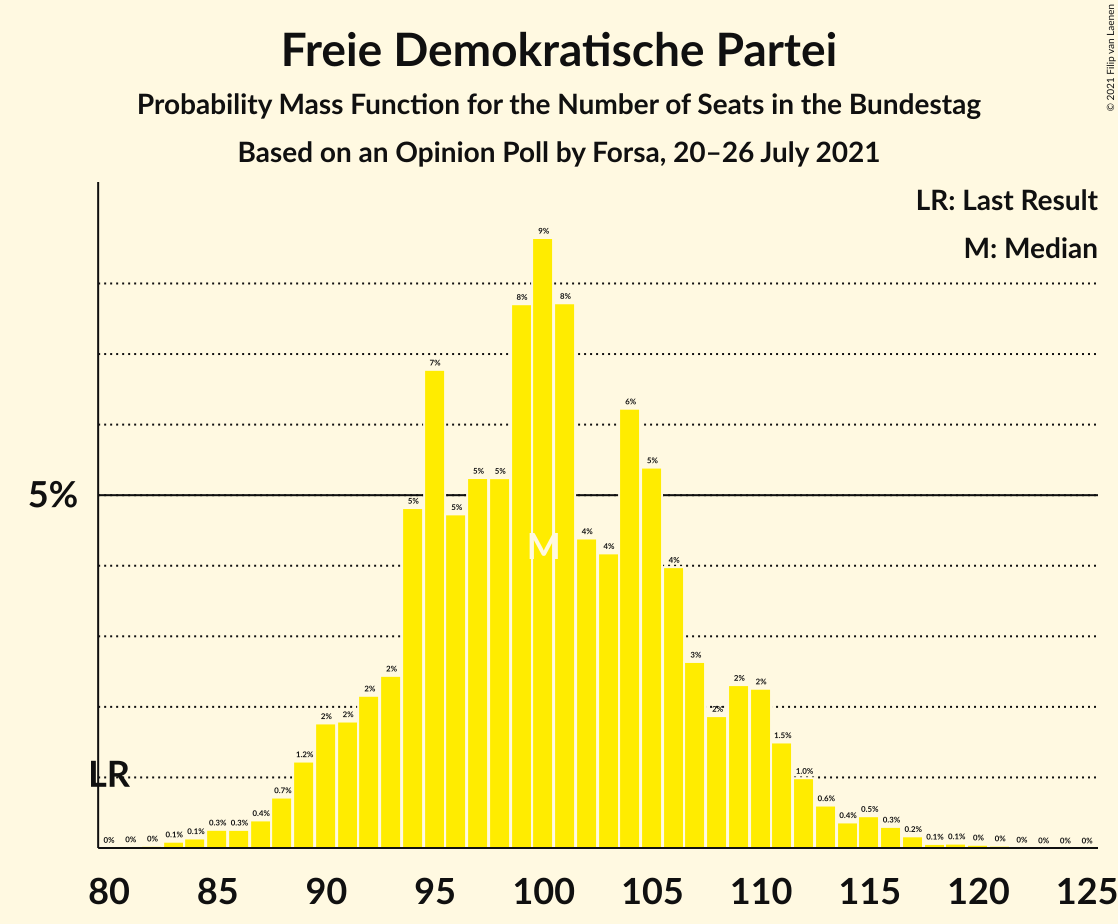 © 2021 Filip van Laenen
Freie Demokratische Partei
Probability Mass Function for the Number of Seats in the Bundestag
Based on an Opinion Poll by Forsa, 20–26 July 2021
LR: Last Result
M: Median
5%
LR
M
0% 0% 0% 0.1% 0.1% 0.3% 0.3% 0.4% 0.7% 1.2% 2% 2% 2% 2% 5% 7% 5% 5% 5% 8% 9% 8% 4% 4% 6% 5% 4% 3% 2% 2% 2% 1.5% 1.0% 0.6% 0.4% 0.5% 0.3% 0.2% 0.1% 0.1% 0% 0% 0% 0% 0% 0%
80 85 90 95 100 105 110 115 120 125